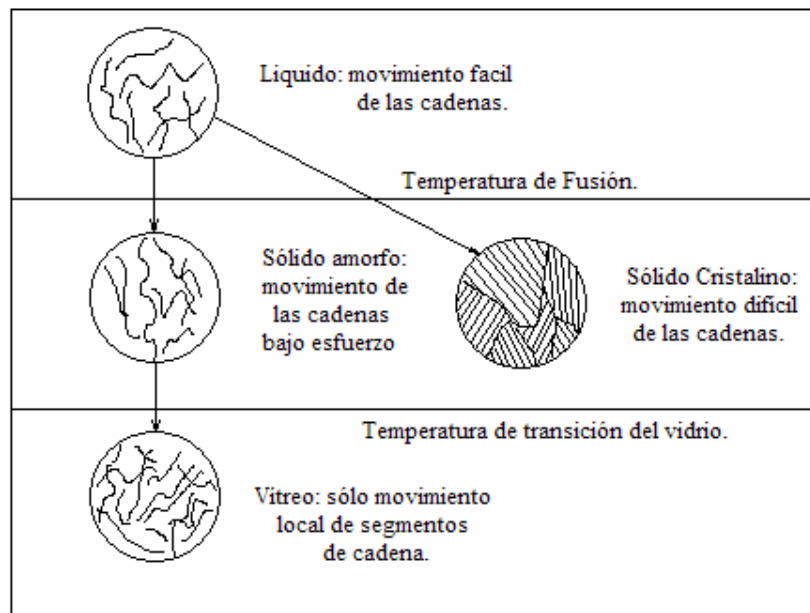 Liquido: movimiento facil
de las cadenas.
Temperatura de Fusión.
Sólido amorfo:
movimiento de
las cadenas
bajo esfuerzo
Sólido Cristalino:
movimiento difícil
de las cadenas.
Temperatura de transición del vidrio.
Vitreo: sólo movimiento
local de segmentos
de cadena.